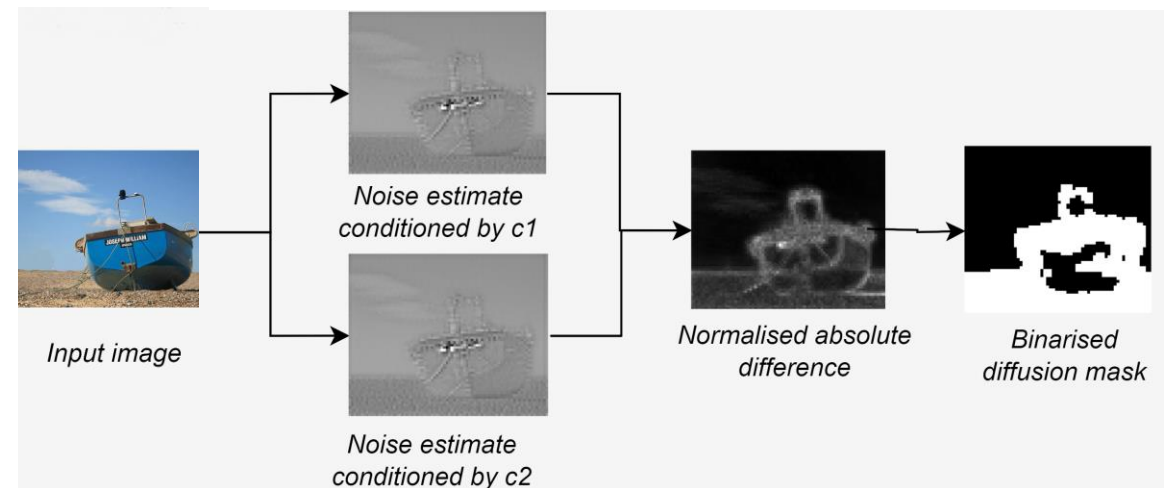 Noise estimate
conditioned by c1
JOSEPH WILLIAM
Input image
Normalised absolute
difference
Binarised
diffusion mask
Noise estimate
conditioned by c2